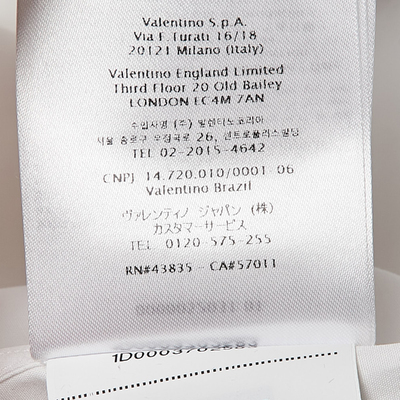 Valentino S.p.A.
Via F. Turati 16/18
20121 Milano (Italy)
Valentino England Limited
Third Floor 20 Old Bailey
LONDON EC4M 7AN
수입자명 (주) 발렌티노코리아
서울 종로구 우정국로 26, 센트로폴리스빌딩
TEL 02-2015-4642
CNPJ 14.720.010/0001-06
Valentino Brazil
ヴァレンティノ ジャパン (株)
カスタマーサービス
TEL 0120-575-255
RN#43835 - CA#57011